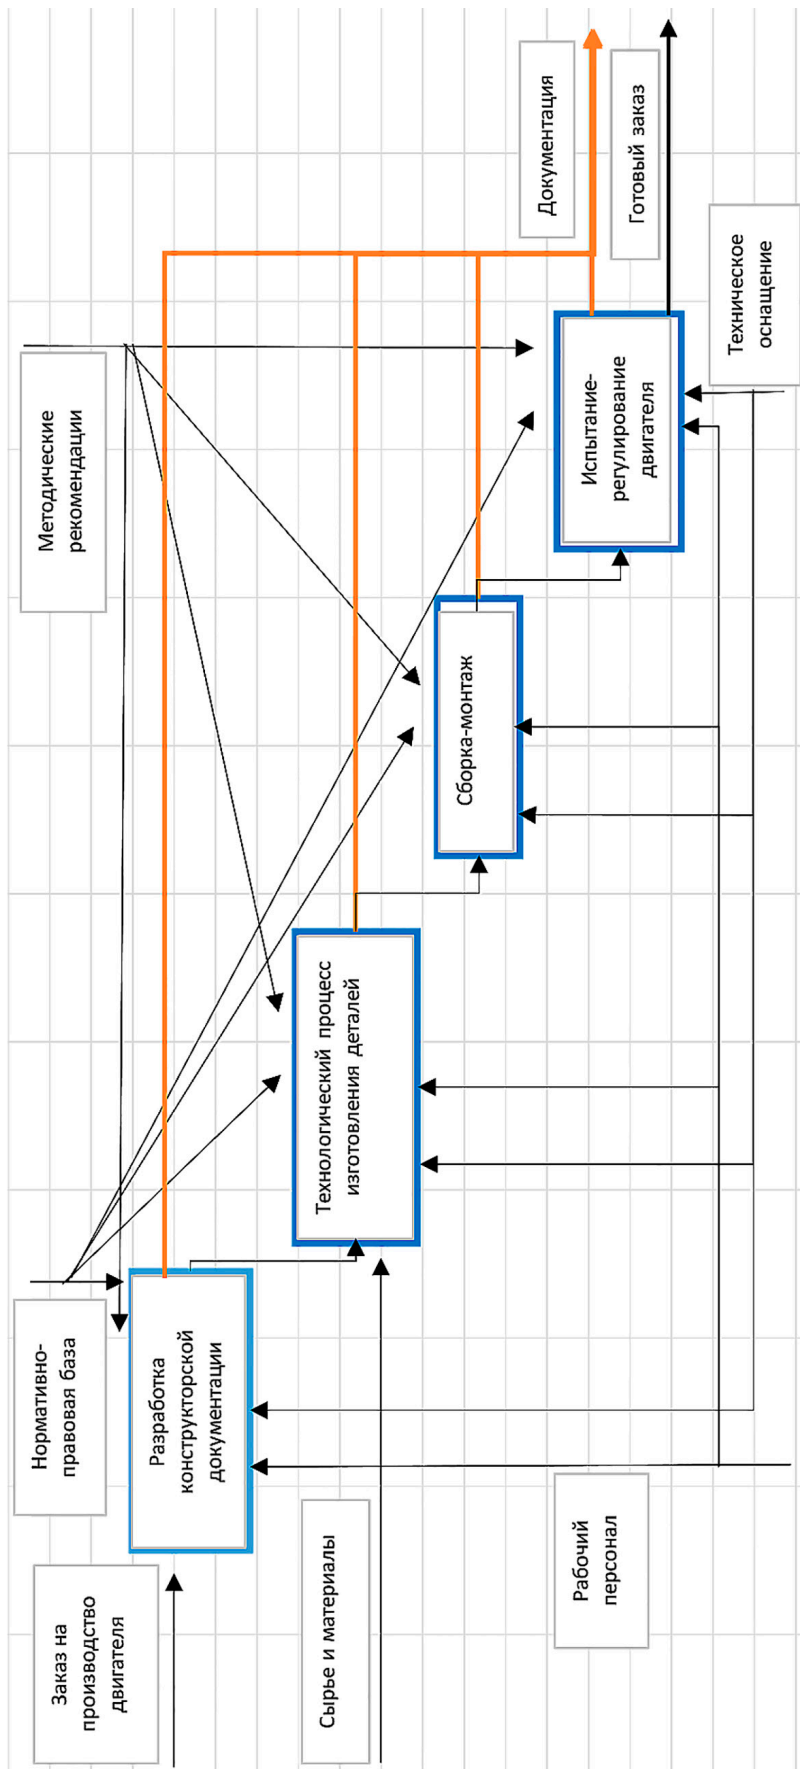 Заказ на
производство
двигателя
Нормативно-
правовая база
Методические
рекомендации
Разработка
конструкторской
документации
Сырье и материалы
Технологический процесс
изготовления деталей
Сборка-монтаж
Испытание-
регулирование
двигателя
Документация
Готовый заказ
Рабочий
персонал
Техническое
оснащение